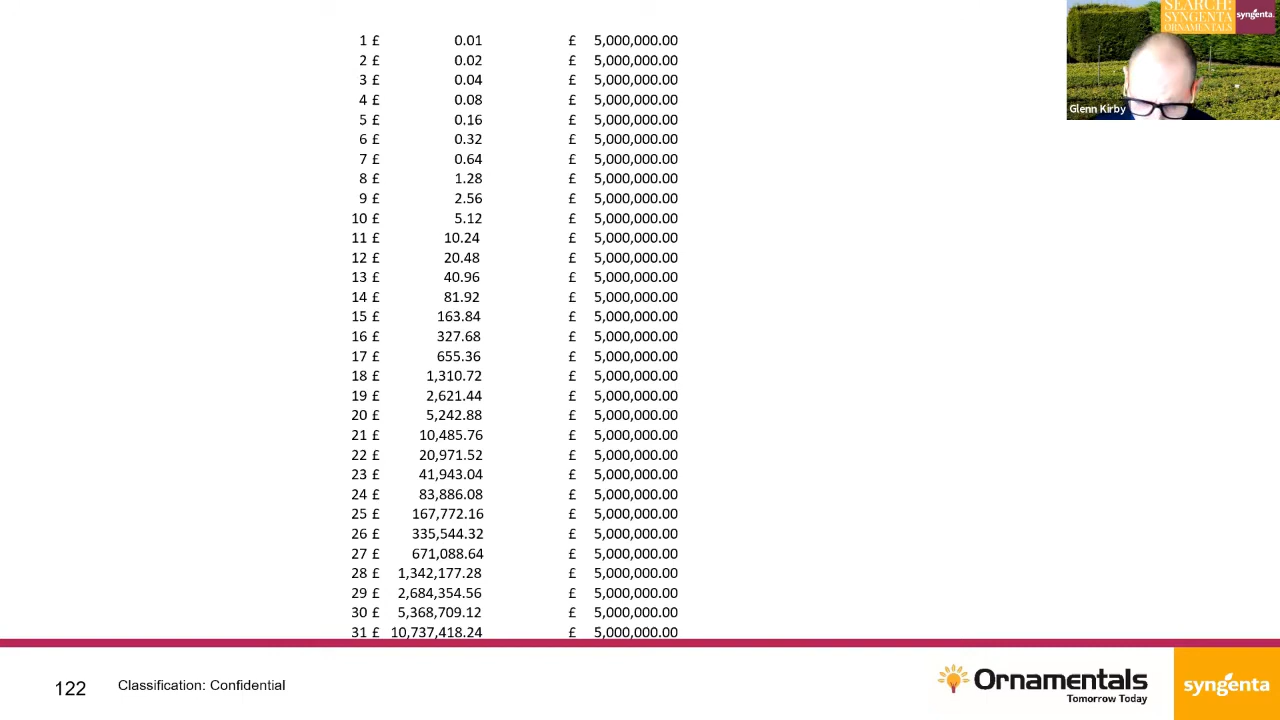 1 £ 0.01 £ 5,000,000.00
2 £ 0.02 £ 5,000,000.00
3 £ 0.04 £ 5,000,000.00
4 £ 0.08 £ 5,000,000.00
5 £ 0.16 £ 5,000,000.00
6 £ 0.32 £ 5,000,000.00
7 £ 0.64 £ 5,000,000.00
8 £ 1.28 £ 5,000,000.00
9 £ 2.56 £ 5,000,000.00
10 £ 5.12 £ 5,000,000.00
11 £ 10.24 £ 5,000,000.00
12 £ 20.48 £ 5,000,000.00
13 £ 40.96 £ 5,000,000.00
14 £ 81.92 £ 5,000,000.00
15 £ 163.84 £ 5,000,000.00
16 £ 327.68 £ 5,000,000.00
17 £ 655.36 £ 5,000,000.00
18 £ 1,310.72 £ 5,000,000.00
19 £ 2,621.44 £ 5,000,000.00
20 £ 5,242.88 £ 5,000,000.00
21 £ 10,485.76 £ 5,000,000.00
22 £ 20,971.52 £ 5,000,000.00
23 £ 41,943.04 £ 5,000,000.00
24 £ 83,886.08 £ 5,000,000.00
25 £ 167,772.16 £ 5,000,000.00
26 £ 335,544.32 £ 5,000,000.00
27 £ 671,088.64 £ 5,000,000.00
28 £ 1,342,177.28 £ 5,000,000.00
29 £ 2,684,354.56 £ 5,000,000.00
30 £ 5,368,709.12 £ 5,000,000.00
31 £ 10,737,418.24 £ 5,000,000.00
SEARCH:
SYNGENTA
ORNAMENTALS
syngenta
Glenn Kirby
122
Classification: Confidential
Ornamentals
Tomorrow Today
syngenta